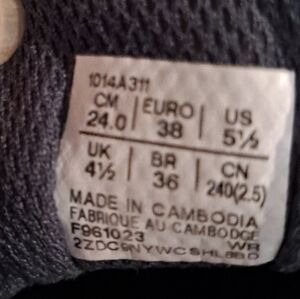 1014A311
CM EURO US
24.0 38 5½
UK BR CN
4½ 36 240(2.5)
MADE IN CAMBODIA
FABRIQUE AU CAMBODGE
F961023 WR